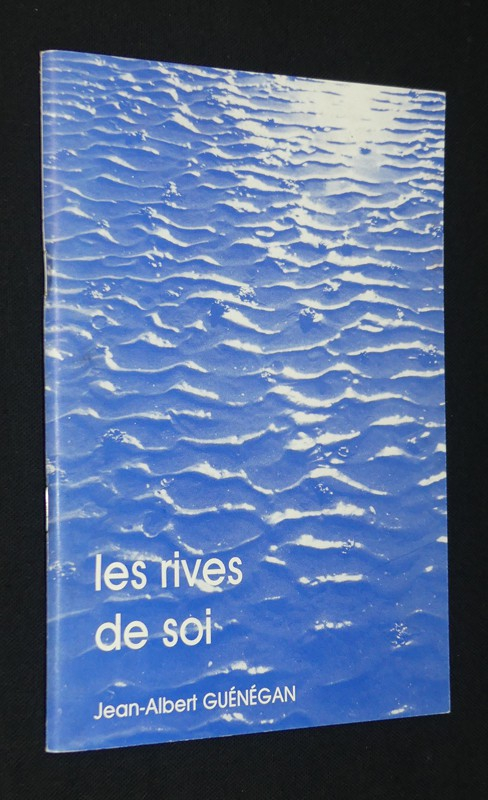 les rives
de soi
Jean-Albert GUÉNÉGAN